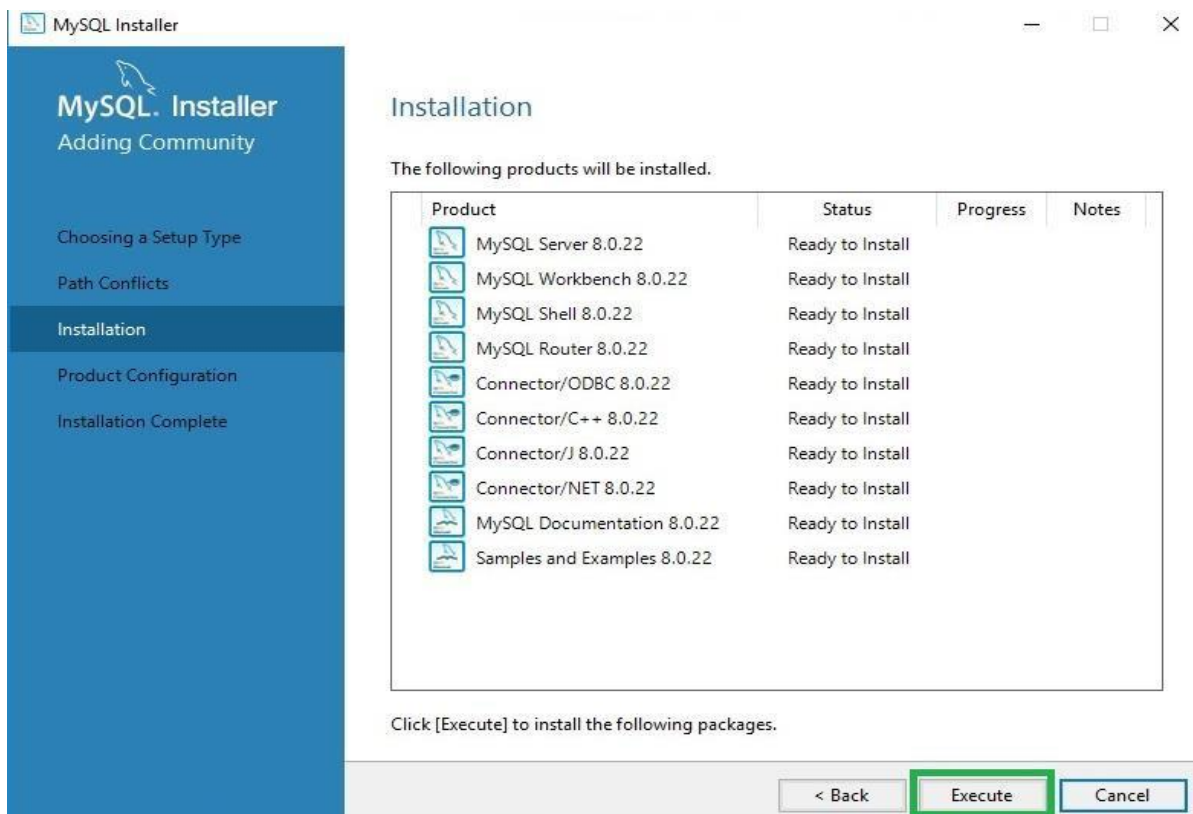 MySQL Installer
MySQL. Installer
Adding Community
Choosing a Setup Type
Path Conflicts
Installation
Product Configuration
Installation Complete
Installation
The following products will be installed.
Product Status Progress Notes
MySQL Server 8.0.22 Ready to Install
MySQL Workbench 8.0.22 Ready to Install
MySQL Shell 8.0.22 Ready to Install
MySQL Router 8.0.22 Ready to Install
Connector/ODBC 8.0.22 Ready to Install
Connector/C++ 8.0.22 Ready to Install
Connector/J 8.0.22 Ready to Install
Connector/NET 8.0.22 Ready to Install
MySQL Documentation 8.0.22 Ready to Install
Samples and Examples 8.0.22 Ready to Install
Click [Execute] to install the following packages.
< Back Execute Cancel